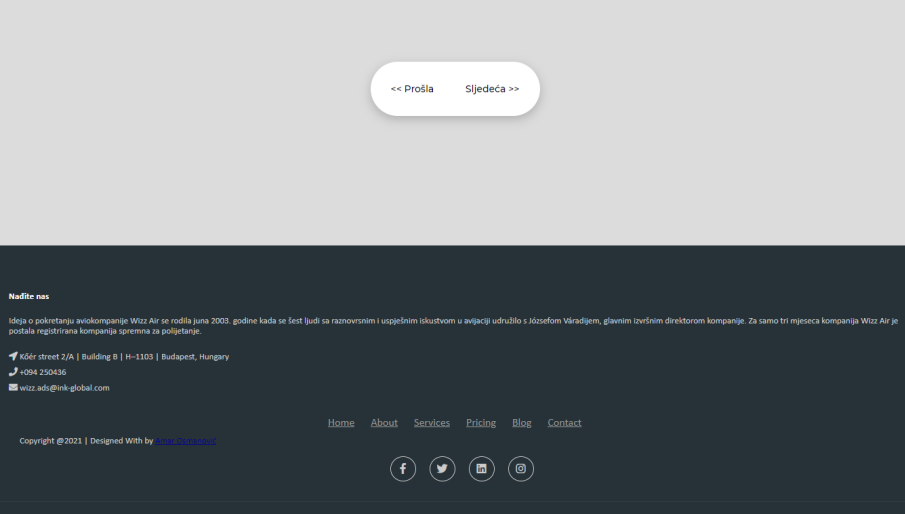 << Prošla Sljedeća >>
Nađite nas
Ideja o pokretanju aviokompanije Wizz Air se rodila juna 2003. godine kada se šest ljudi sa raznovrsnim i uspješnim iskustvom u avijaciji udružilo s Józsefom Váradijem, glavnim izvršnim direktorom kompanije. Za samo tri mjeseca kompanija Wizz Air je
postala registrirana kompanija spremna za polijetanje.
Kőér street 2/A | Building B | H–1103 | Budapest, Hungary
+094 250436
wizz.ads@ink-global.com
Home About Services Pricing Blog Contact
Copyright @2021 | Designed With by Amar Osmanović